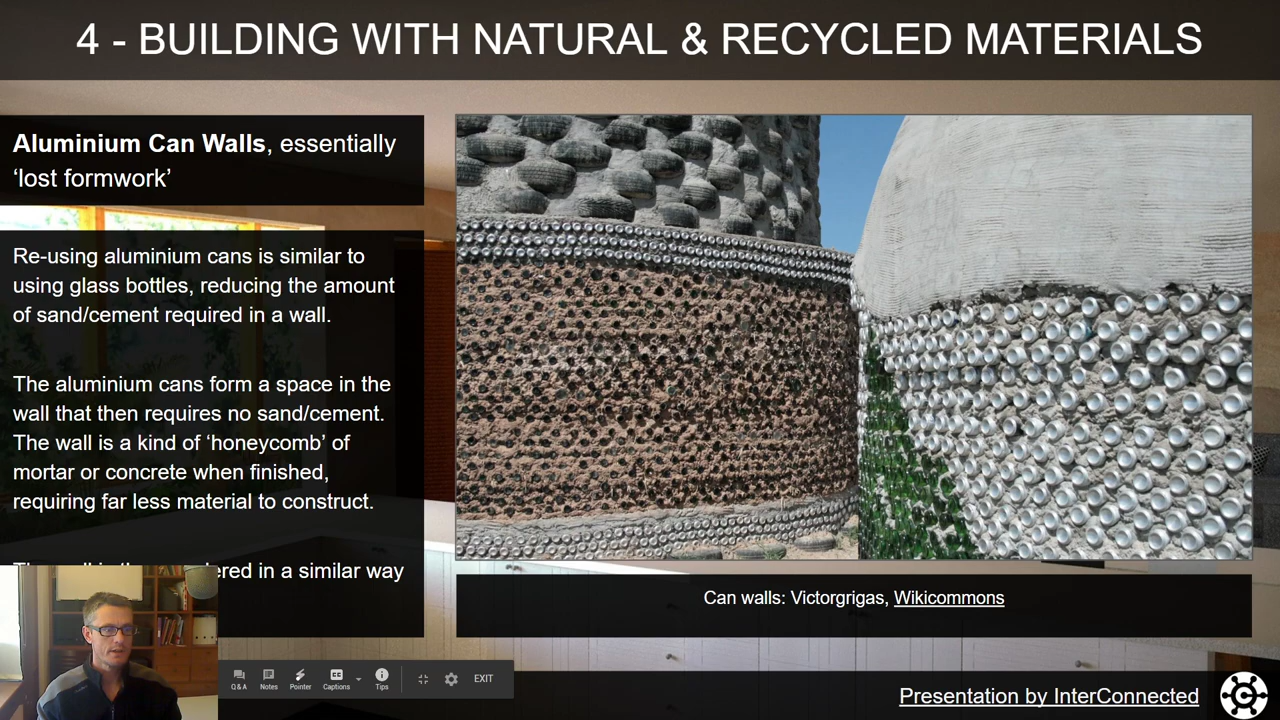 4 - BUILDING WITH NATURAL & RECYCLED MATERIALS
Aluminium Can Walls, essentially
‘lost formwork’
Re-using aluminium cans is similar to
using glass bottles, reducing the amount
of sand/cement required in a wall.
The aluminium cans form a space in the
wall that then requires no sand/cement.
The wall is a kind of ‘honeycomb’ of
mortar or concrete when finished,
requiring far less material to construct.
in a similar way
Can walls: Victorgrigas, Wikicommons
Q & A
Notes
Pointer
CC
Captions
Tips
EXIT
Presentation by InterConnected